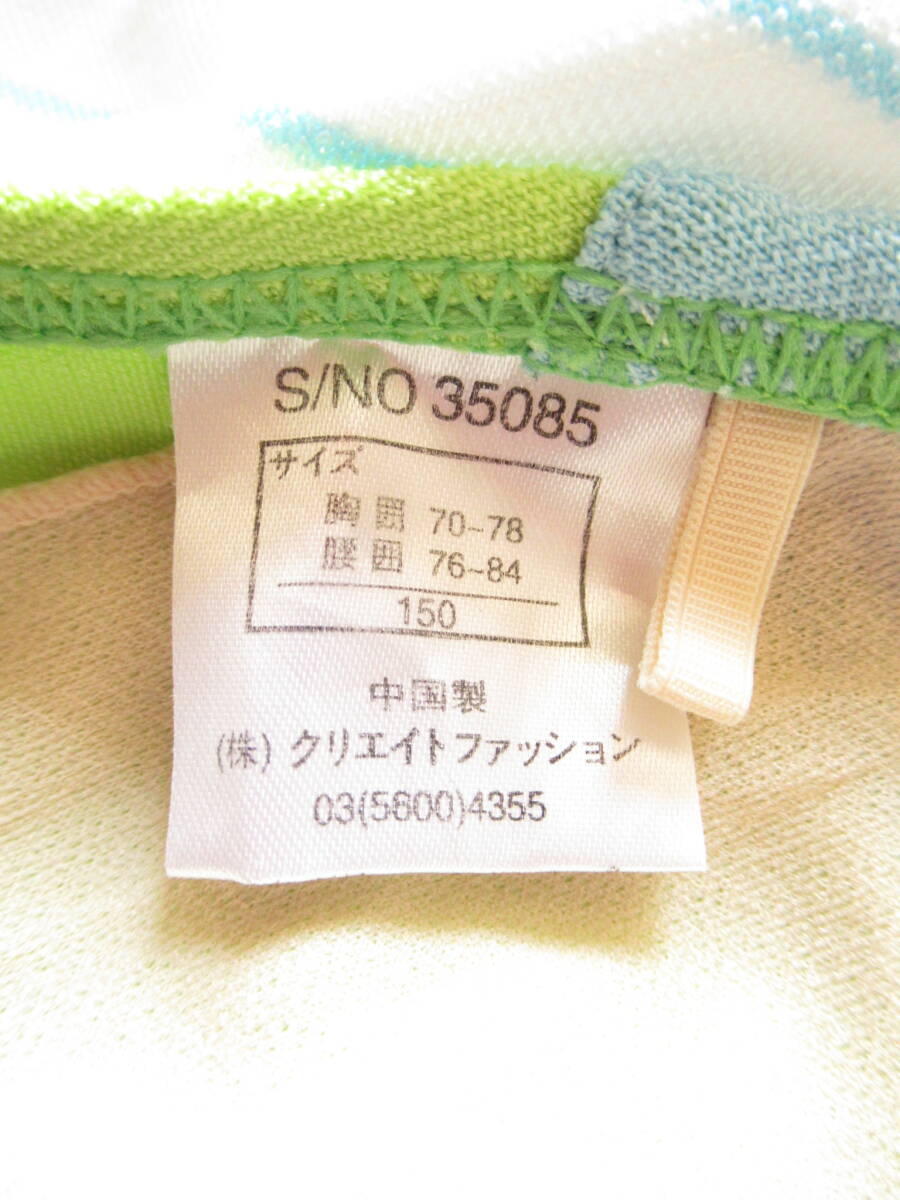 S/NO 35085
サイズ
胸囲 70-78
腰囲 76-84
150
中国製
(株) クリエイトファッション
03(5600)4355